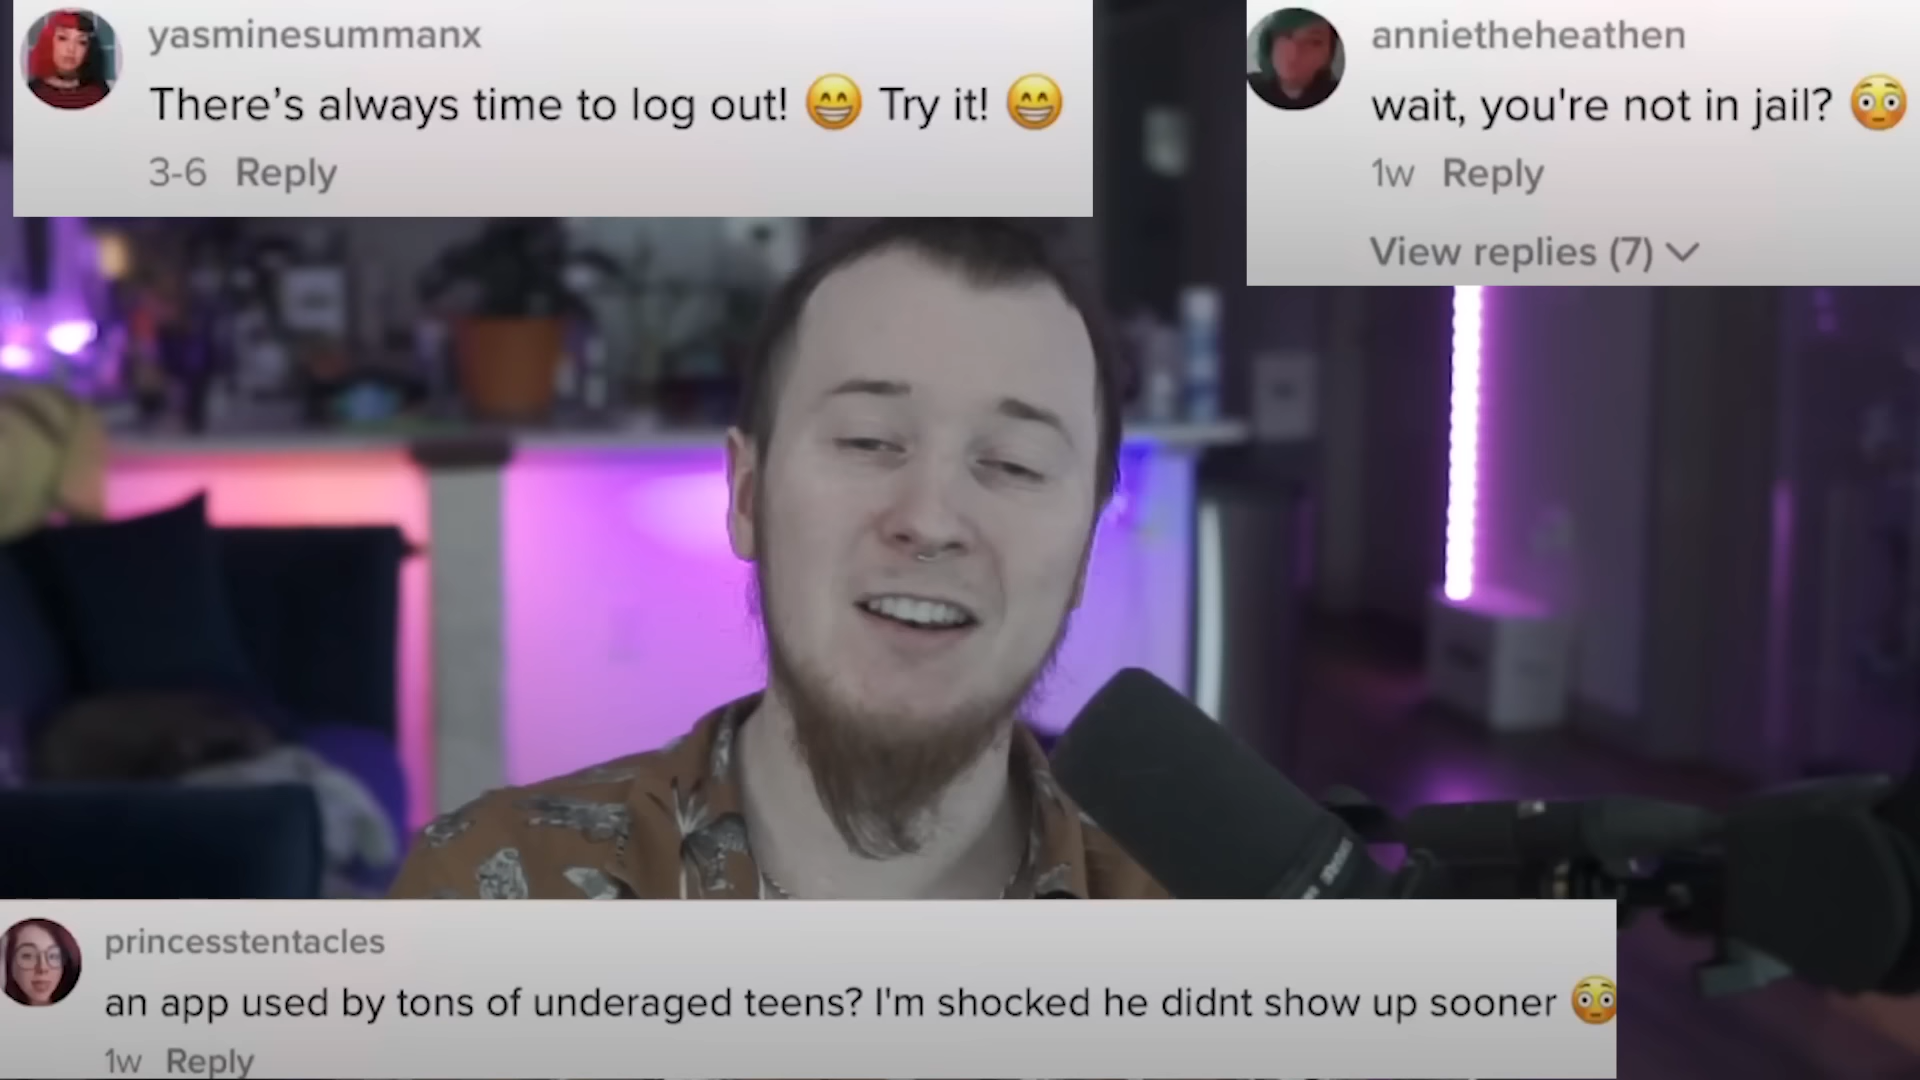 yasminesummanx
There's always time to log out! 😁 Try it! 😁
3-6 Reply
annietheheathen
wait, you're not in jail? 😳
1w Reply
View replies (7)
princesstentacles
an app used by tons of underaged teens? I'm shocked he didnt show up sooner 😳
1w Reply